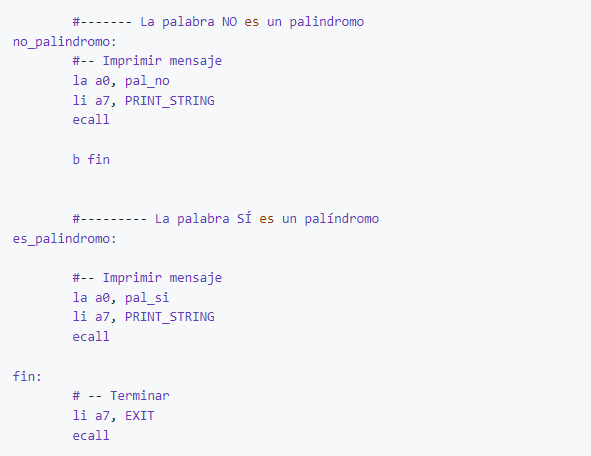 #------- La palabra NO es un palindromo
no_palindromo:
#-- Imprimir mensaje
la a0, pal_no
li a7, PRINT_STRING
ecall
b fin
#--------- La palabra SÍ es un palíndromo
es_palindromo:
#-- Imprimir mensaje
la a0, pal_si
li a7, PRINT_STRING
ecall
fin:
# -- Terminar
li a7, EXIT
ecall